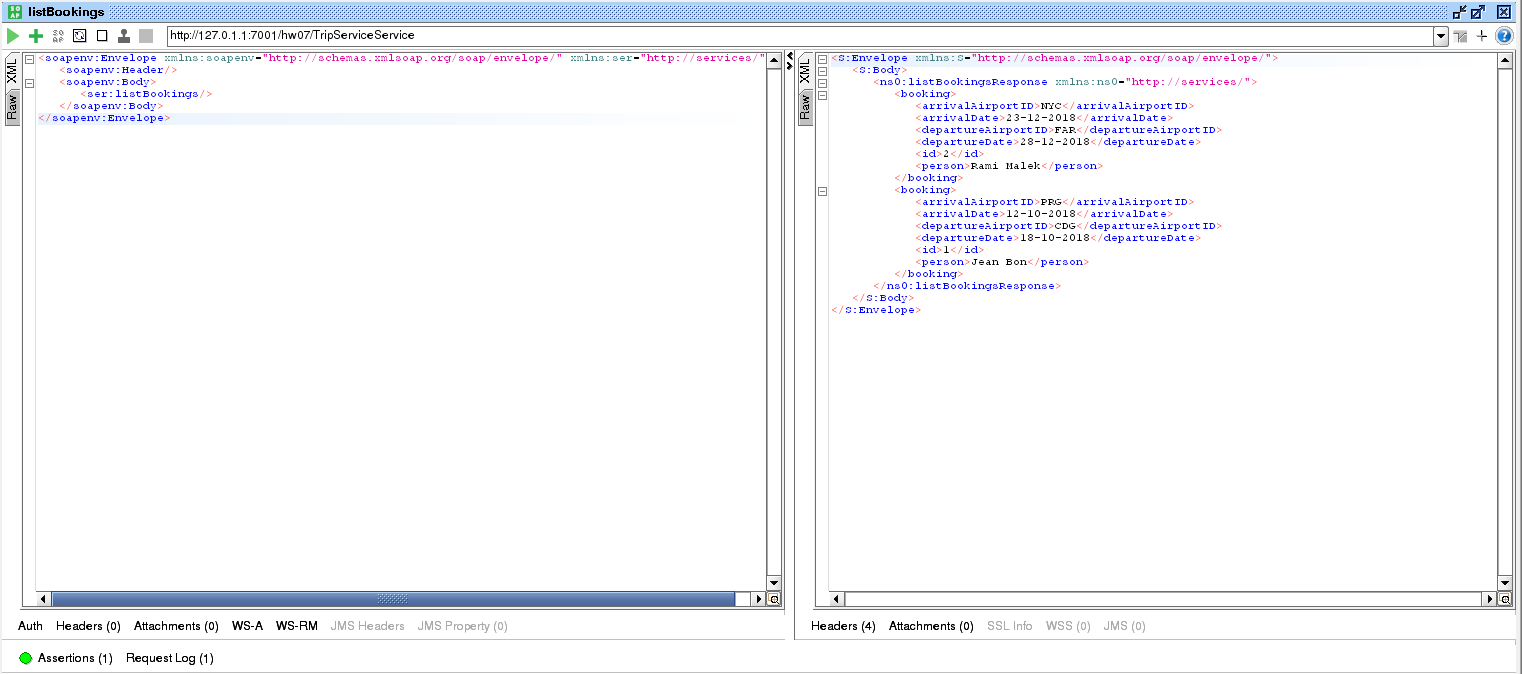 listBookings
http://127.0.1.1:7001/hw07/TripServiceService
XML
Raw
<soapenv:Envelope xmlns:soapenv="http://schemas.xmlsoap.org/soap/envelope/" xmlns:ser="http://services/"
<soapenv:Header/>
<soapenv:Body>
<ser:listBookings/>
</soapenv:Body>
</soapenv:Envelope>
XML
Raw
<S:Envelope xmlns:S="http://schemas.xmlsoap.org/soap/envelope/">
<S:Body>
<ns0:listBookingsResponse xmlns:ns0="http://services/">
<booking>
<arrivalAirportID>NYC</arrivalAirportID>
<arrivalDate>23-12-2018</arrivalDate>
<departureAirportID>FAR</departureAirportID>
<departureDate>28-12-2018</departureDate>
<id>2</id>
<person>Rami Malek</person>
</booking>
<booking>
<arrivalAirportID>PRG</arrivalAirportID>
<arrivalDate>12-10-2018</arrivalDate>
<departureAirportID>CDG</departureAirportID>
<departureDate>18-10-2018</departureDate>
<id>1</id>
<person>Jean Bon</person>
</booking>
</ns0:listBookingsResponse>
</S:Body>
</S:Envelope>
Auth Headers (0) Attachments (0) WS-A WS-RM JMS Headers JMS Property (0)
Headers (4) Attachments (0) SSL Info WSS (0) JMS (0)
Assertions (1) Request Log (1)